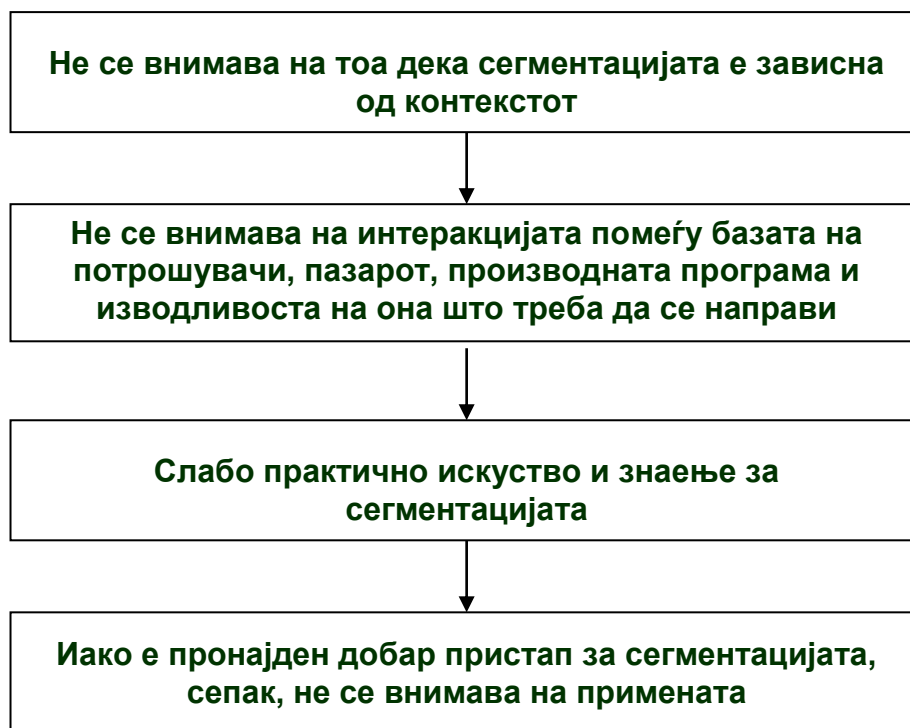 Не се внимава на тоа дека сегментацијата е зависна
од контекстот
Не се внимава на интеракцијата помеѓу базата на
потрошувачи, пазарот, производната програма и
изводливоста на она што треба да се направи
Слабо практично искуство и знаење за
сегментацијата
Иако е пронајден добар пристап за сегментацијата,
сепак, не се внимава на примената